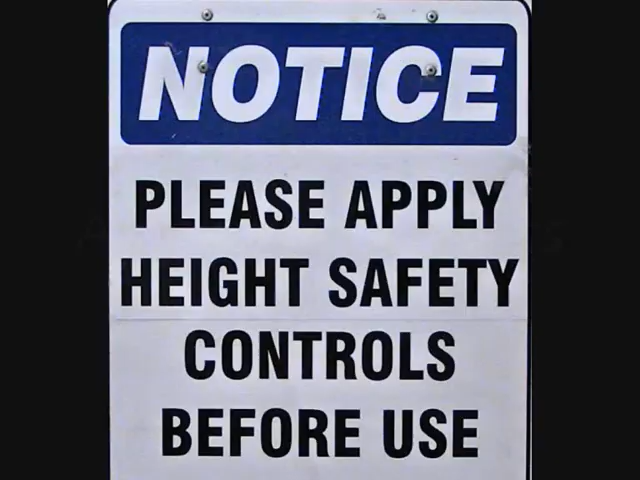 NOTICE
PLEASE APPLY
HEIGHT SAFETY
CONTROLS
BEFORE USE